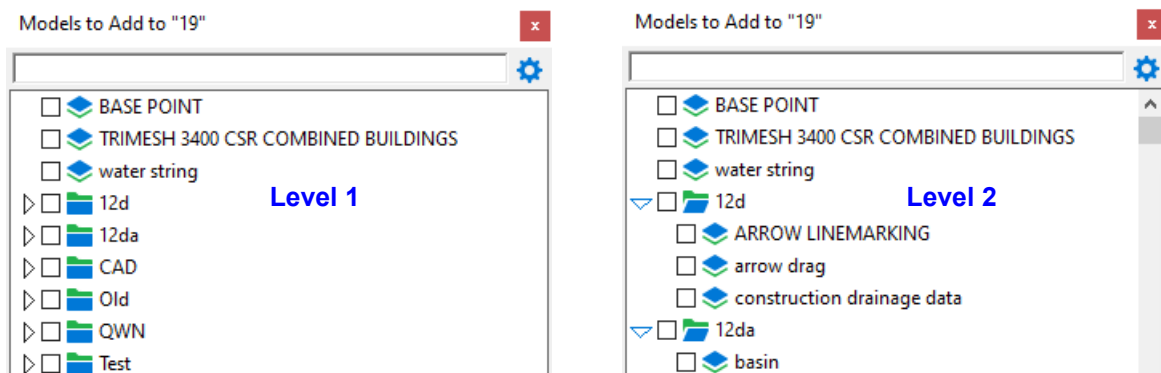 Models to Add to "19"
x
BASE POINT
TRIMESH 3400 CSR COMBINED BUILDINGS
water string
Level 1
12d
12da
CAD
Old
QWN
Test
Models to Add to "19"
x
BASE POINT
TRIMESH 3400 CSR COMBINED BUILDINGS
water string
12d
Level 2
ARROW LINEMARKING
arrow drag
construction drainage data
12da
basin